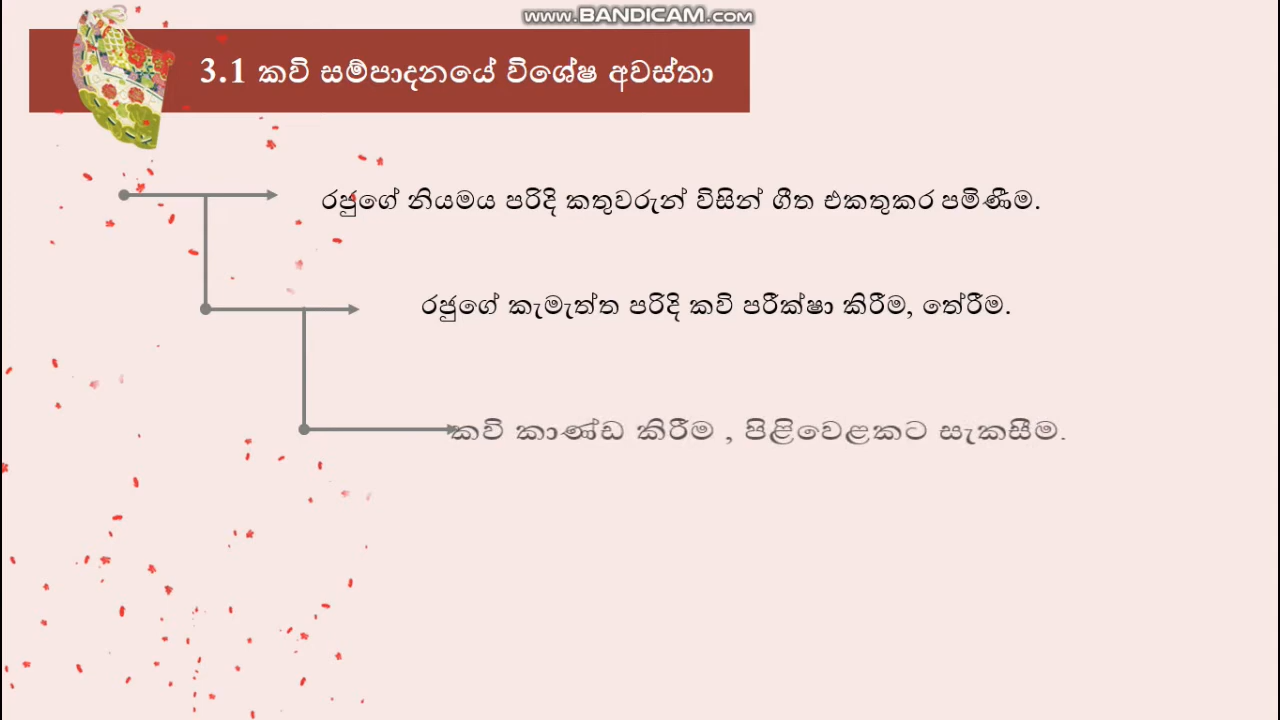 www.BANDICAM.com
3.1 කවි සම්පාදනයේ විශේෂ අවස්තා
රජුගේ නියමය පරිදි කතුවරුන් විසින් ගීත එකතුකර පමිණීම.
රජුගේ කැමැත්ත පරිදි කවි පරීක්ෂා කිරීම, තේරීම.
කවි කාණ්ඩ කිරීම , පිළිවෙළකට සැකසීම.